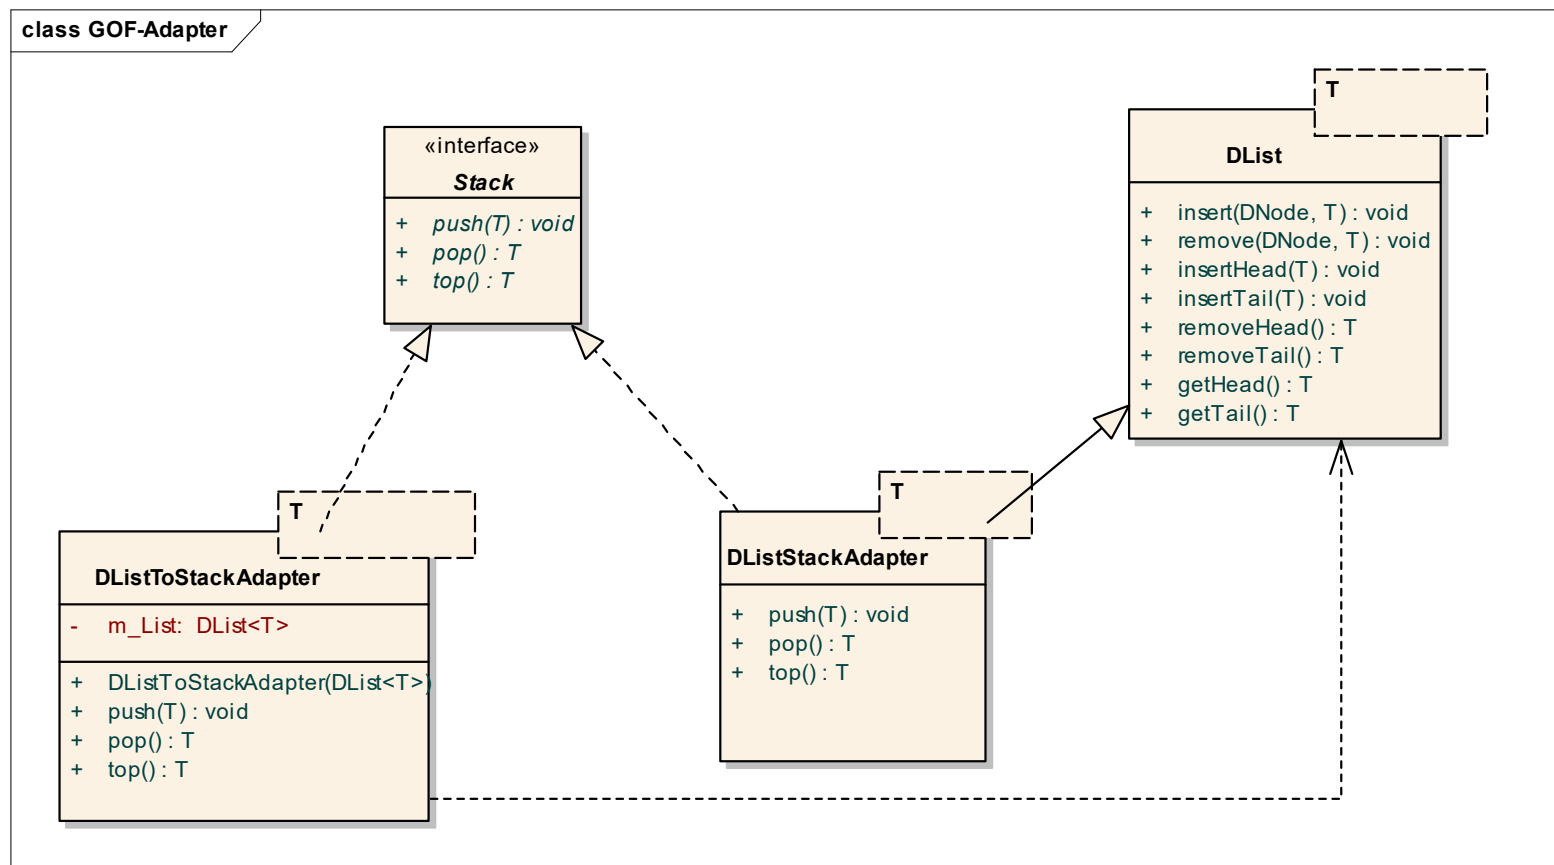 class GOF-Adapter
«interface»
Stack
+ push(T) : void
+ pop() : T
+ top() : T
T
DList
+ insert(DNode, T) : void
+ remove(DNode, T) : void
+ insertHead(T) : void
+ insertTail(T) : void
+ removeHead() : T
+ removeTail() : T
+ getHead() : T
+ getTail() : T
T
DListToStackAdapter
- m_List: DList<T>
+ DListToStackAdapter(DList<T>)
+ push(T) : void
+ pop() : T
+ top() : T
T
DListStackAdapter
+ push(T) : void
+ pop() : T
+ top() : T